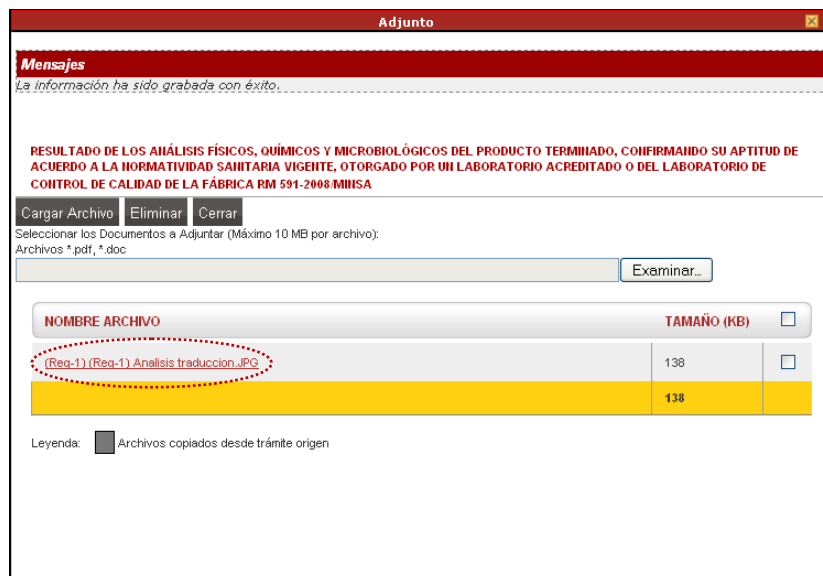 Adjunto
Mensajes
La información ha sido grabada con éxito.
RESULTADO DE LOS ANÁLISIS FÍSICOS, QUÍMICOS Y MICROBIOLÓGICOS DEL PRODUCTO TERMINADO, CONFIRMANDO SU APTITUD DE
ACUERDO A LA NORMATIVIDAD SANITARIA VIGENTE, OTORGADO POR UN LABORATORIO ACREDITADO O DEL LABORATORIO DE
CONTROL DE CALIDAD DE LA FÁBRICA RM 591-2008/MINSA
Cargar Archivo Eliminar Cerrar
Seleccionar los Documentos a Adjuntar (Máximo 10 MB por archivo):
Archivos *.pdf, *.doc
Examinar...
NOMBRE ARCHIVO TAMAÑO (KB)
(Req-1) (Req-1) Analisis traduccion.JPG 138
138
Leyenda: Archivos copiados desde trámite origen